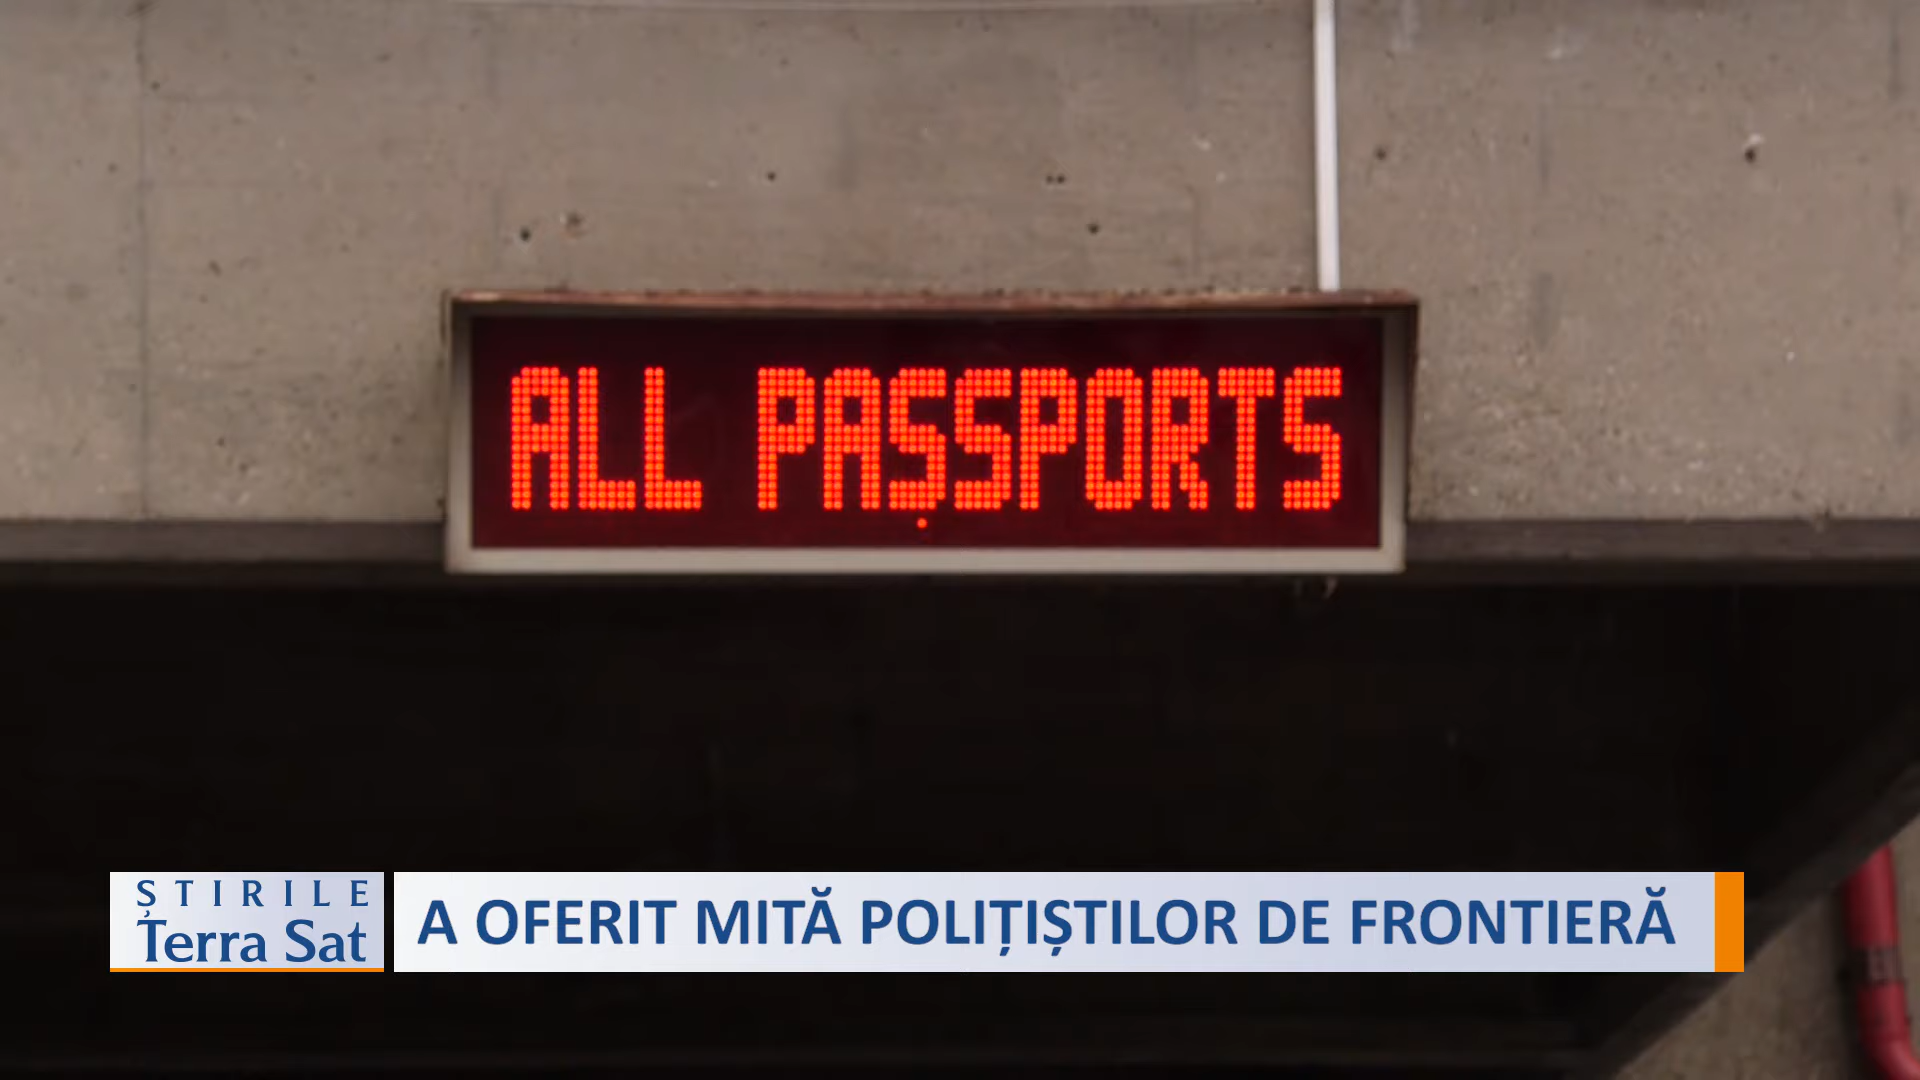 ALL PASSPORTS
ȘTIRILE
Terra Sat
A OFERIT MITĂ POLIȚIȘTILOR DE FRONTIERĂ